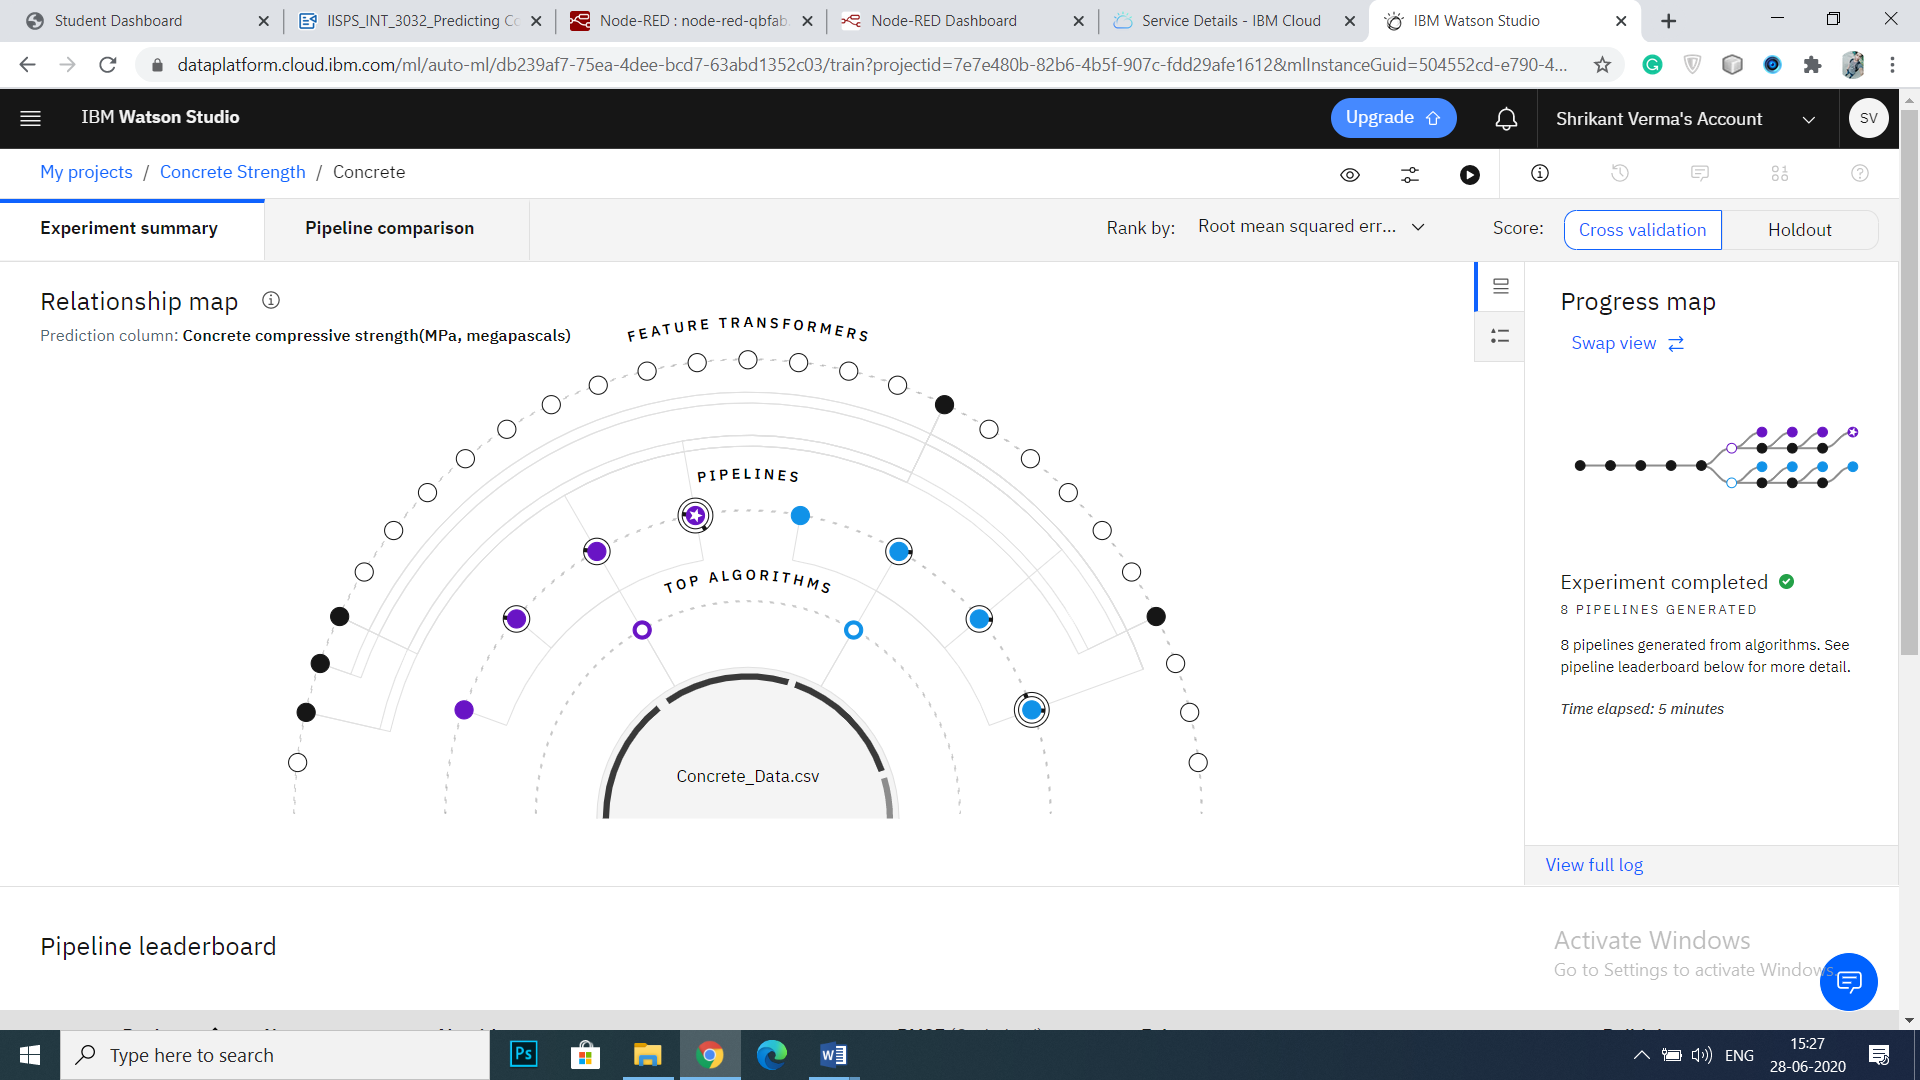 Student Dashboard
IISPS_INT_3032_Predicting Co
Node-RED : node-red-qbfab
Node-RED Dashboard
Service Details - IBM Cloud
IBM Watson Studio
dataplatform.cloud.ibm.com/ml/auto-ml/db239af7-75ea-4dee-bcd7-63abd1352c03/train?projectid=7e7e480b-82b6-4b5f-907c-fdd29afe1612&mlInstanceGuid=504552cd-e790-4...
IBM Watson Studio
Upgrade
Shrikant Verma's Account
SV
My projects / Concrete Strength / Concrete
Experiment summary
Pipeline comparison
Rank by: Root mean squared err...
Score: Cross validation Holdout
Relationship map
Prediction column: Concrete compressive strength(MPa, megapascals)
FEATURE TRANSFORMERS
PIPELINES
TOP ALGORITHMS
Concrete_Data.csv
Progress map
Swap view
Experiment completed
8 PIPELINES GENERATED
8 pipelines generated from algorithms. See
pipeline leaderboard below for more detail.
Time elapsed: 5 minutes
View full log
Pipeline leaderboard
Activate Windows
Go to Settings to activate Windows.
Type here to search
Ps
ENG
15:27
28-06-2020